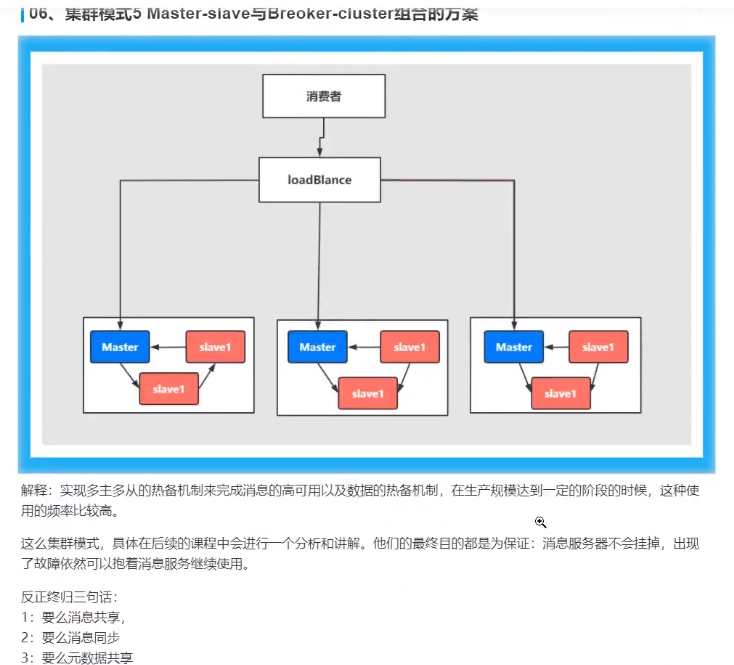 06、集群模式5 Master-slave与Breoker-cluster组合的方案
消费者
loadBlance
Master
slave1
slave1
Master
slave1
slave1
Master
slave1
slave1
解释：实现多主多从的热备机制来完成消息的高可用以及数据的热备机制，在生产规模达到一定的阶段的时候，这种使
用的频率比较高。
这么集群模式，具体在后续的课程中会进行一个分析和讲解。他们的最终目的都是为保证：消息服务器不会挂掉，出现
了故障依然可以抱着消息服务继续使用。
反正终归三句话：
1：要么消息共享，
2：要么消息同步
3：要么元数据共享